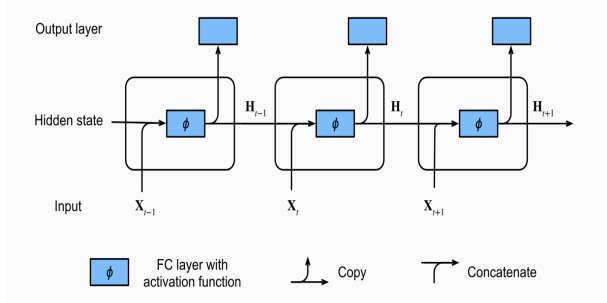 Output layer
H_{t-1} H_t H_{t+1}
Hidden state ϕ ϕ ϕ
Input X_{t-1} X_t X_{t+1}
ϕ FC layer with
activation function
Copy
Concatenate